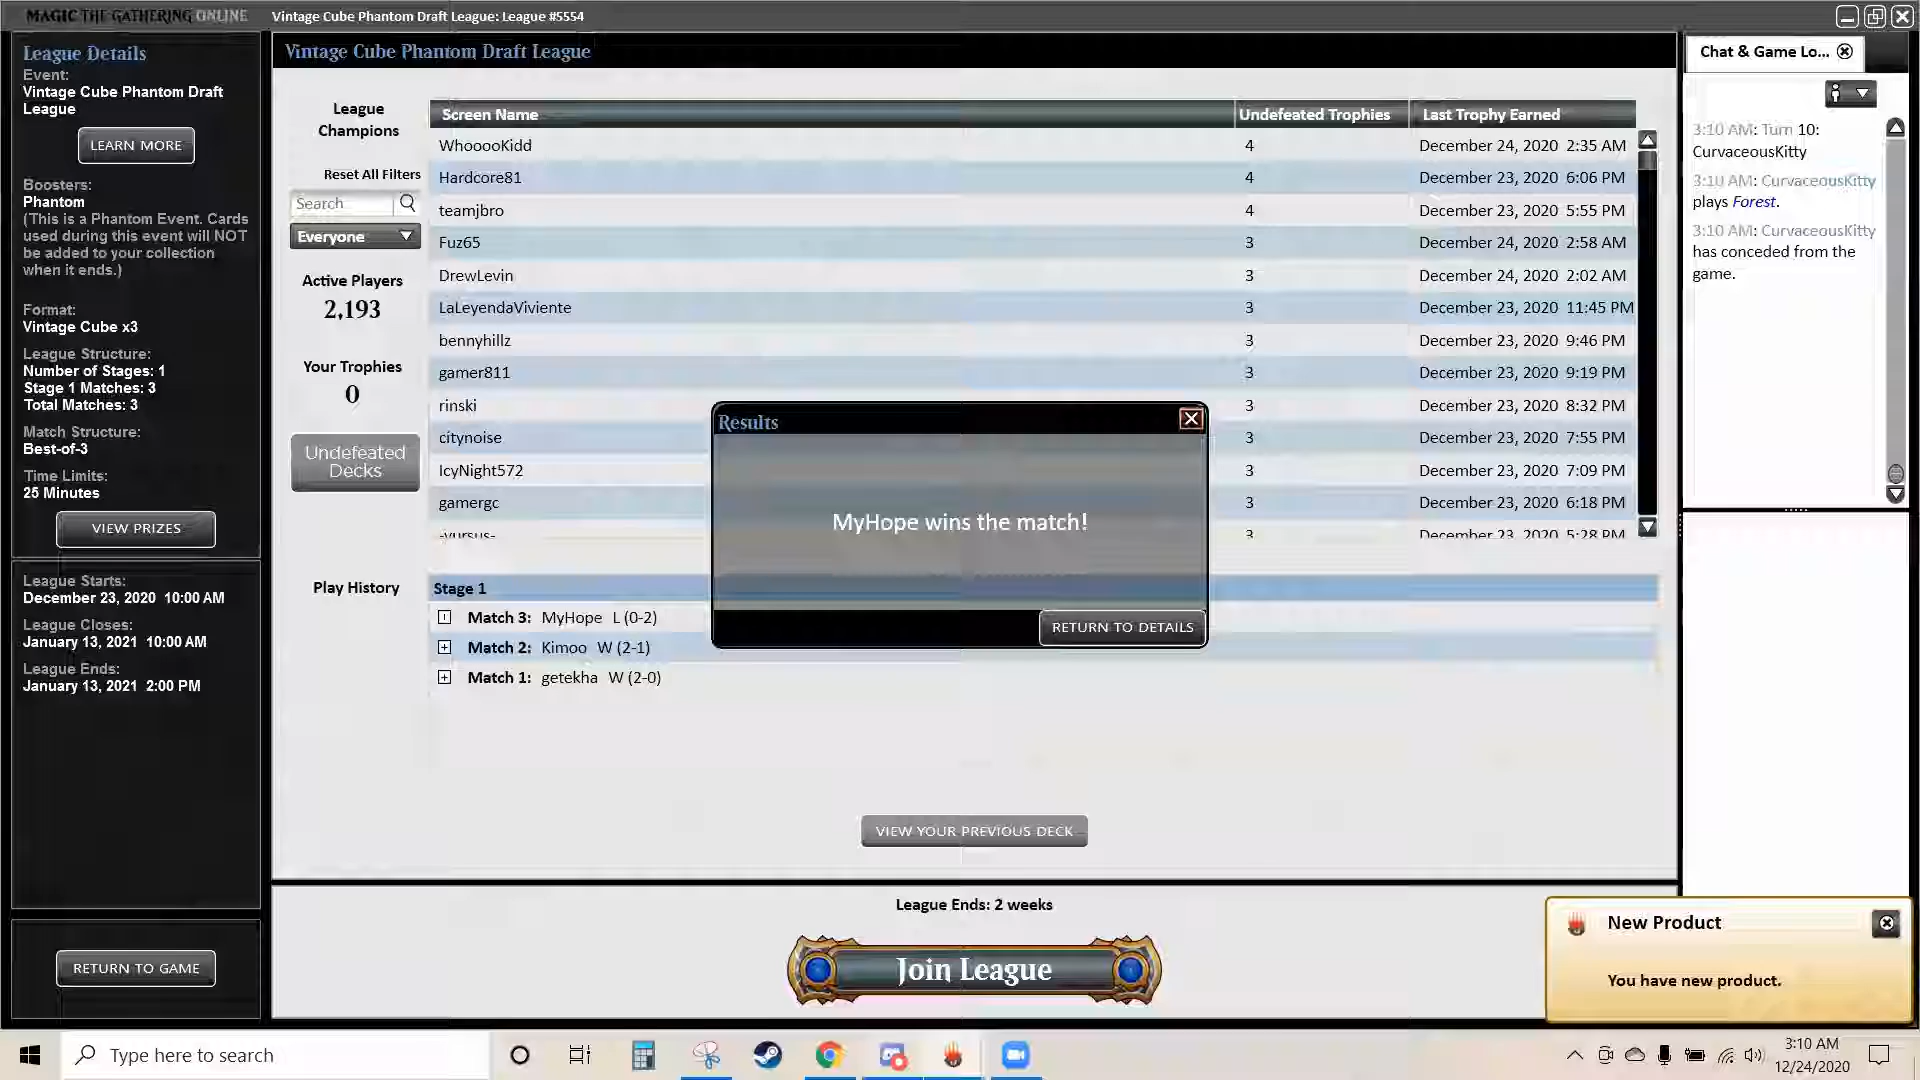 MAGIC THE GATHERING ONLINE
Vintage Cube Phantom Draft League: League #5554
League Details
Event:
Vintage Cube Phantom Draft
League
LEARN MORE
Boosters:
Phantom
(This is a Phantom Event. Cards
used during this event will NOT
be added to your collection
when it ends.)
Format:
Vintage Cube x3
League Structure:
Number of Stages: 1
Stage 1 Matches: 3
Total Matches: 3
Match Structure:
Best-of-3
Time Limits:
25 Minutes
VIEW PRIZES
League Starts:
December 23, 2020 10:00 AM
League Closes:
January 13, 2021 10:00 AM
League Ends:
January 13, 2021 2:00 PM
RETURN TO GAME
Vintage Cube Phantom Draft League
League
Champions
Reset All Filters
Search
Everyone
Active Players
2,193
Your Trophies
0
Undefeated
Decks
Screen Name Undefeated Trophies Last Trophy Earned
WhooooKidd 4 December 24, 2020 2:35 AM
Hardcore81 4 December 23, 2020 6:06 PM
teamjbro 4 December 23, 2020 5:55 PM
Fuz65 3 December 24, 2020 2:58 AM
DrewLevin 3 December 24, 2020 2:02 AM
LaLeyendaViviente 3 December 23, 2020 11:45 PM
bennyhillz 3 December 23, 2020 9:46 PM
gamer811 3 December 23, 2020 9:19 PM
rinski 3 December 23, 2020 8:32 PM
citynoise 3 December 23, 2020 7:55 PM
IcyNight572 3 December 23, 2020 7:09 PM
gamergc 3 December 23, 2020 6:18 PM
-yursus- 3 December 23, 2020 5:28 PM
Results
MyHope wins the match!
RETURN TO DETAILS
Play History
Stage 1
Match 3: MyHope L (0-2)
Match 2: Kimoo W (2-1)
Match 1: getekha W (2-0)
VIEW YOUR PREVIOUS DECK
League Ends: 2 weeks
Join League
Chat & Game Lo...
3:10 AM: Turn 10:
CurvaceousKitty
3:10 AM: CurvaceousKitty
plays Forest.
3:10 AM: CurvaceousKitty
has conceded from the
game.
New Product
You have new product.
Type here to search
3:10 AM
12/24/2020